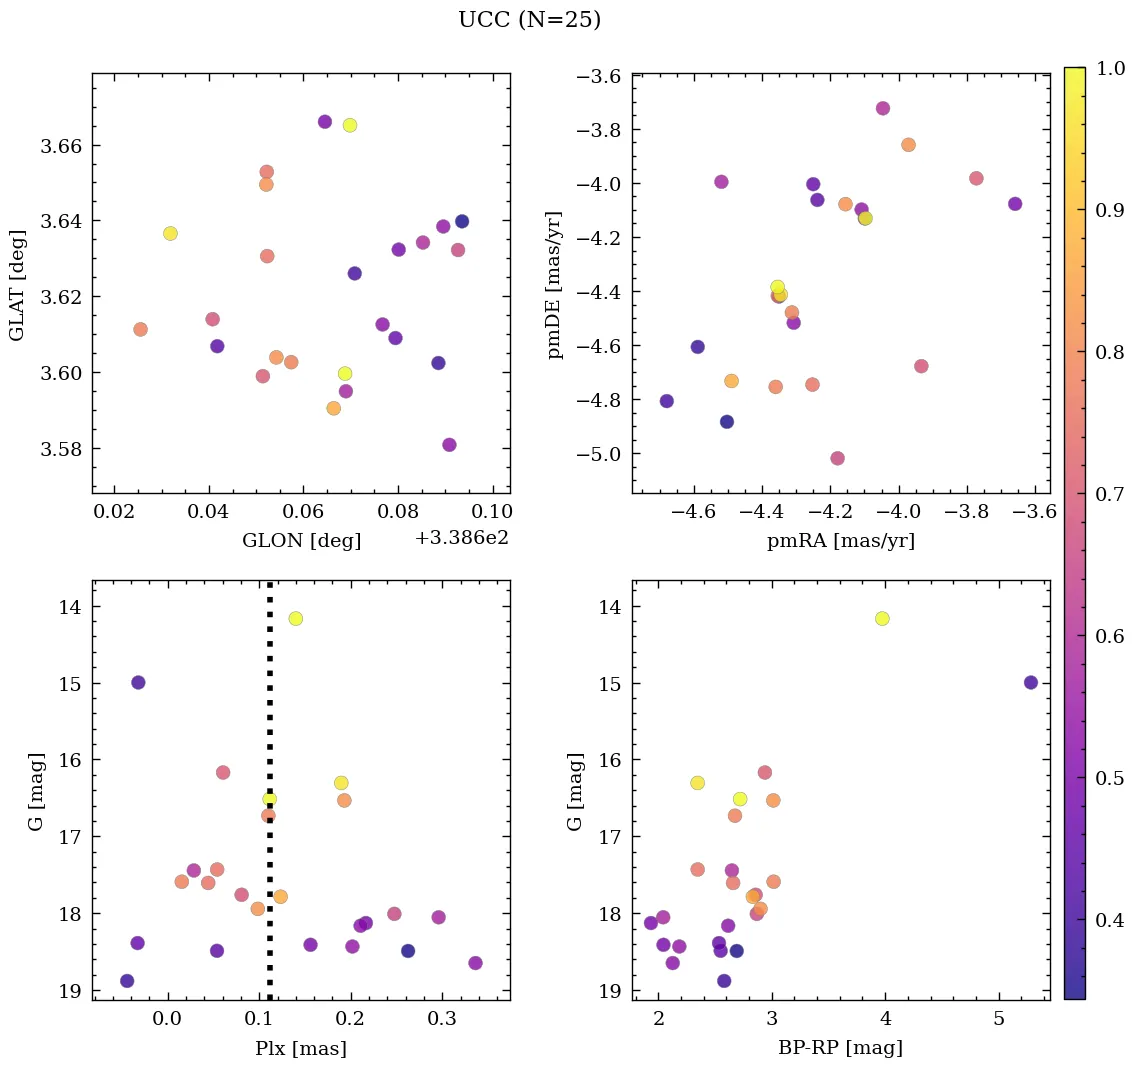 UCC (N=25)
3.66
3.64
3.62
3.60
3.58
GLAT [deg]
0.02 0.04 0.06 0.08 0.10
GLON [deg] +3.386e2
−3.6
−3.8
−4.0
−4.2
−4.4
−4.6
−4.8
−5.0
pmDE [mas/yr]
−4.6 −4.4 −4.2 −4.0 −3.8 −3.6
pmRA [mas/yr]
14
15
16
17
18
19
G [mag]
0.0 0.1 0.2 0.3
Plx [mas]
14
15
16
17
18
19
G [mag]
2 3 4 5
BP-RP [mag]
1.0
0.9
0.8
0.7
0.6
0.5
0.4